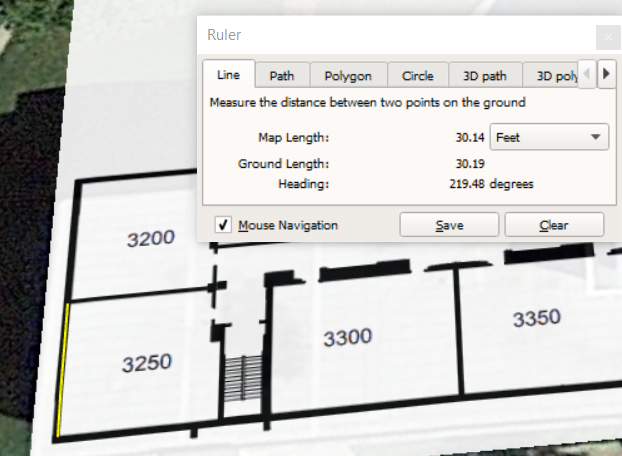 Ruler
Line Path Polygon Circle 3D path 3D poly
Measure the distance between two points on the ground
Map Length: 30.14 Feet
Ground Length: 30.19
Heading: 219.48 degrees
Mouse Navigation Save Clear
3200
3250
3300
3350